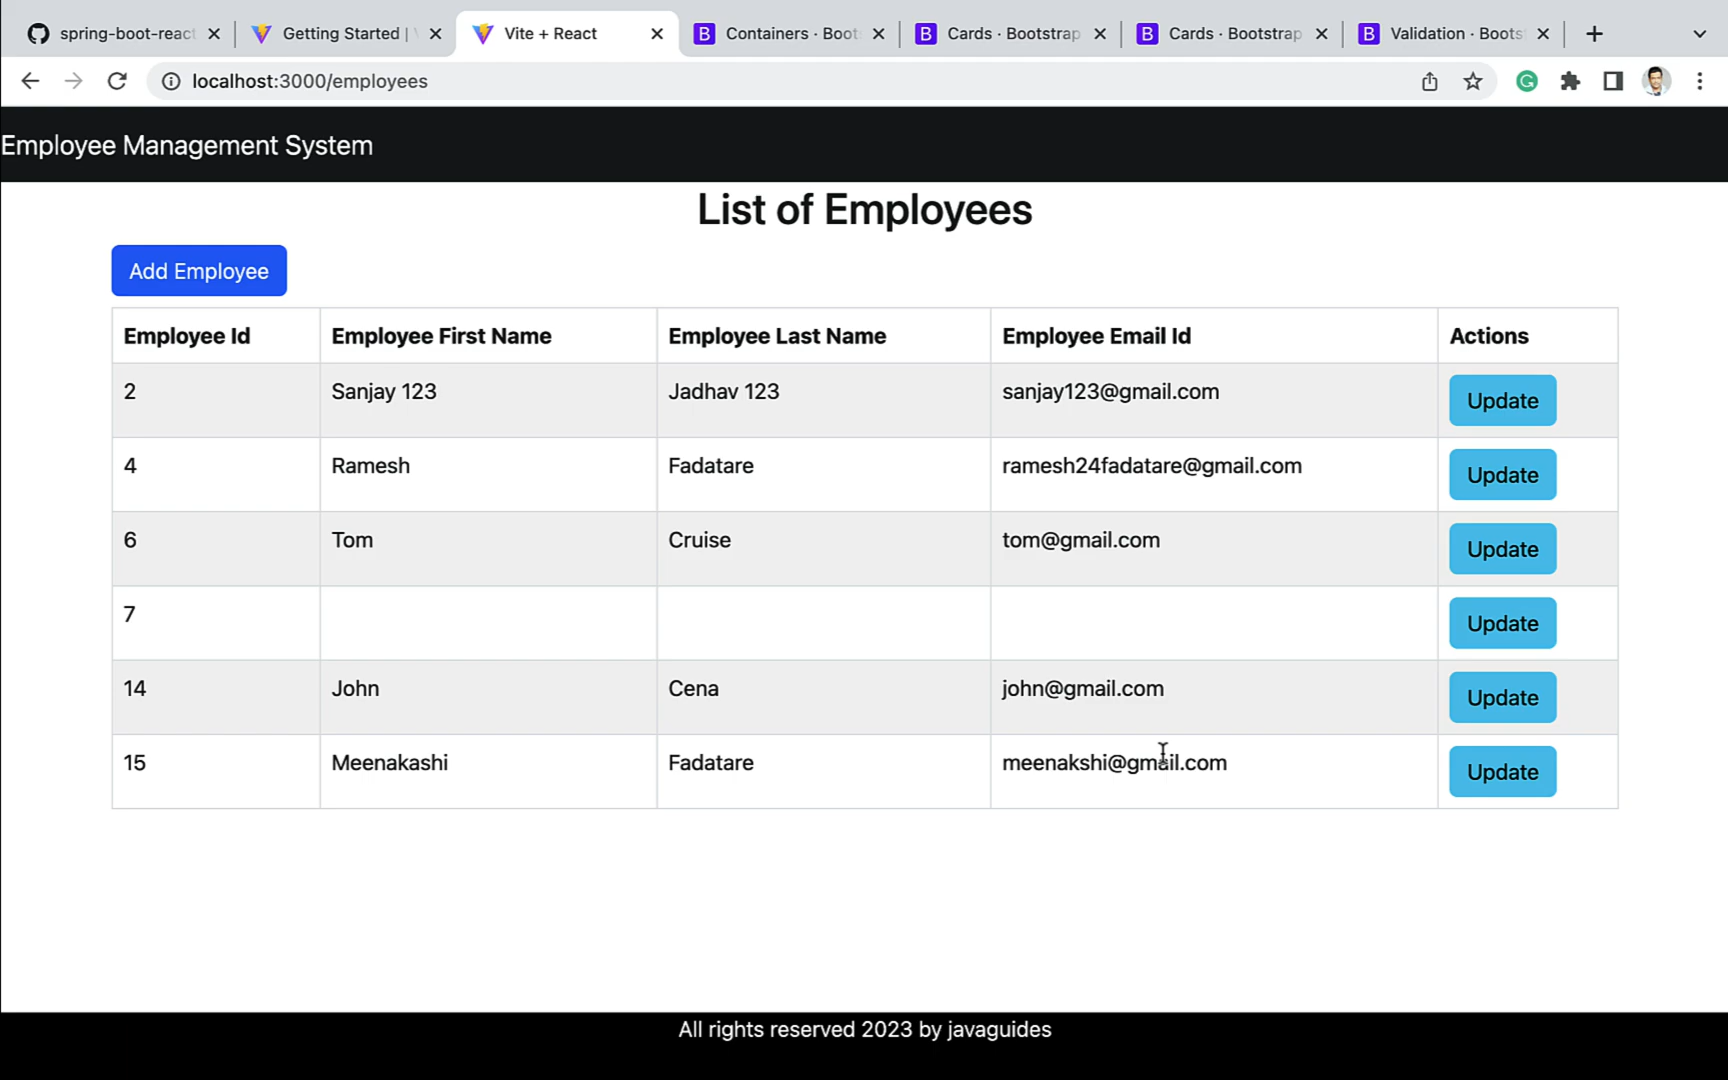 spring-boot-react
Getting Started |
Vite + React
Containers · Boot
Cards · Bootstrap
Cards · Bootstrap
Validation · Boots
localhost:3000/employees
Employee Management System
List of Employees
Add Employee
Employee Id Employee First Name Employee Last Name Employee Email Id Actions
2 Sanjay 123 Jadhav 123 sanjay123@gmail.com Update
4 Ramesh Fadatare ramesh24fadatare@gmail.com Update
6 Tom Cruise tom@gmail.com Update
7 Update
14 John Cena john@gmail.com Update
15 Meenakashi Fadatare meenakshi@gmail.com Update
All rights reserved 2023 by javaguides